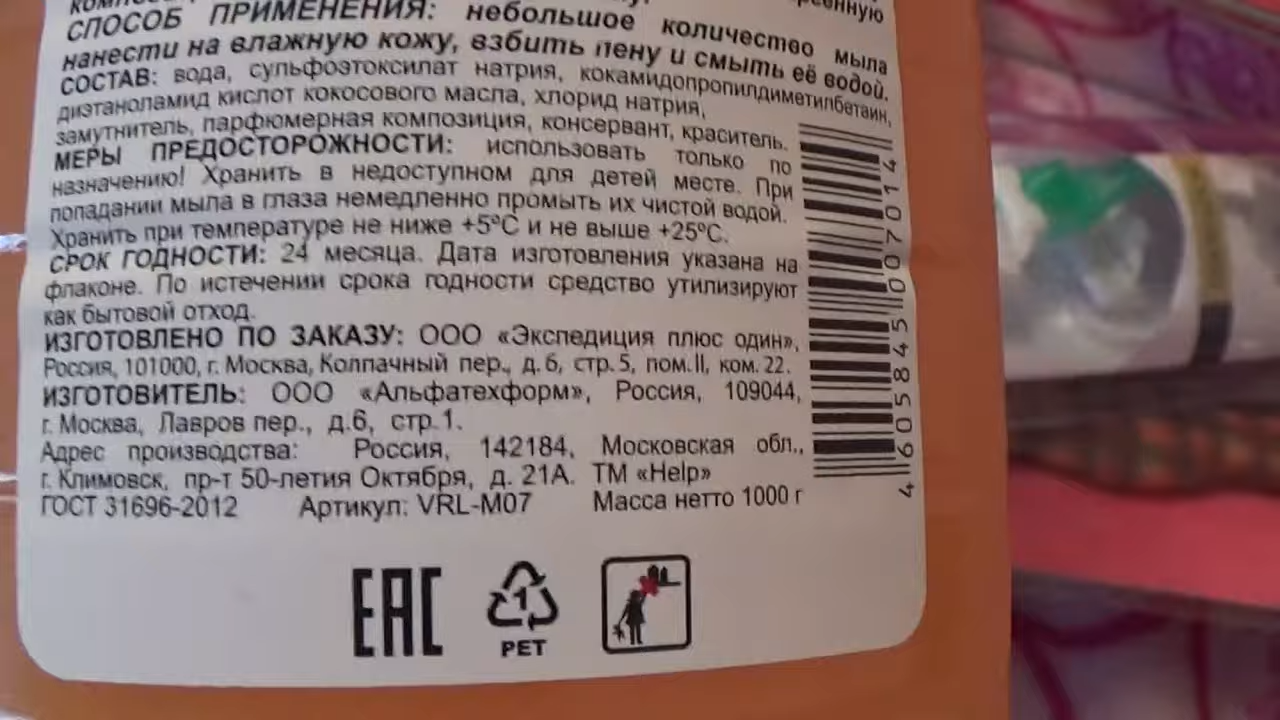 СПОСОБ ПРИМЕНЕНИЯ: небольшое количество мыла
нанести на влажную кожу, взбить пену и смыть её водой.
СОСТАВ: вода, сульфоэтоксилат натрия, кокамидопропилдиметилбетаин,
диэтаноламид кислот кокосового масла, хлорид натрия,
замутнитель, парфюмерная композиция, консервант, краситель.
МЕРЫ ПРЕДОСТОРОЖНОСТИ: использовать только по
назначению! Хранить в недоступном для детей месте. При
попадании мыла в глаза немедленно промыть их чистой водой.
Хранить при температуре не ниже +5°С и не выше +25°С.
СРОК ГОДНОСТИ: 24 месяца. Дата изготовления указана на
флаконе. По истечении срока годности средство утилизируют
как бытовой отход.
ИЗГОТОВЛЕНО ПО ЗАКАЗУ: ООО «Экспедиция плюс один»,
Россия, 101000, г. Москва, Колпачный пер., д. 6, стр. 5, пом. II, ком. 22.
ИЗГОТОВИТЕЛЬ: ООО «Альфатехформ», Россия, 109044,
г. Москва, Лавров пер., д.6, стр.1.
Адрес производства: Россия, 142184, Московская обл.,
г. Климовск, пр-т 50-летия Октября, д. 21А. ТМ «Help»
ГОСТ 31696-2012 Артикул: VRL-M07 Масса нетто 1000 г
4 605845 007014
ЕАС
1
PET